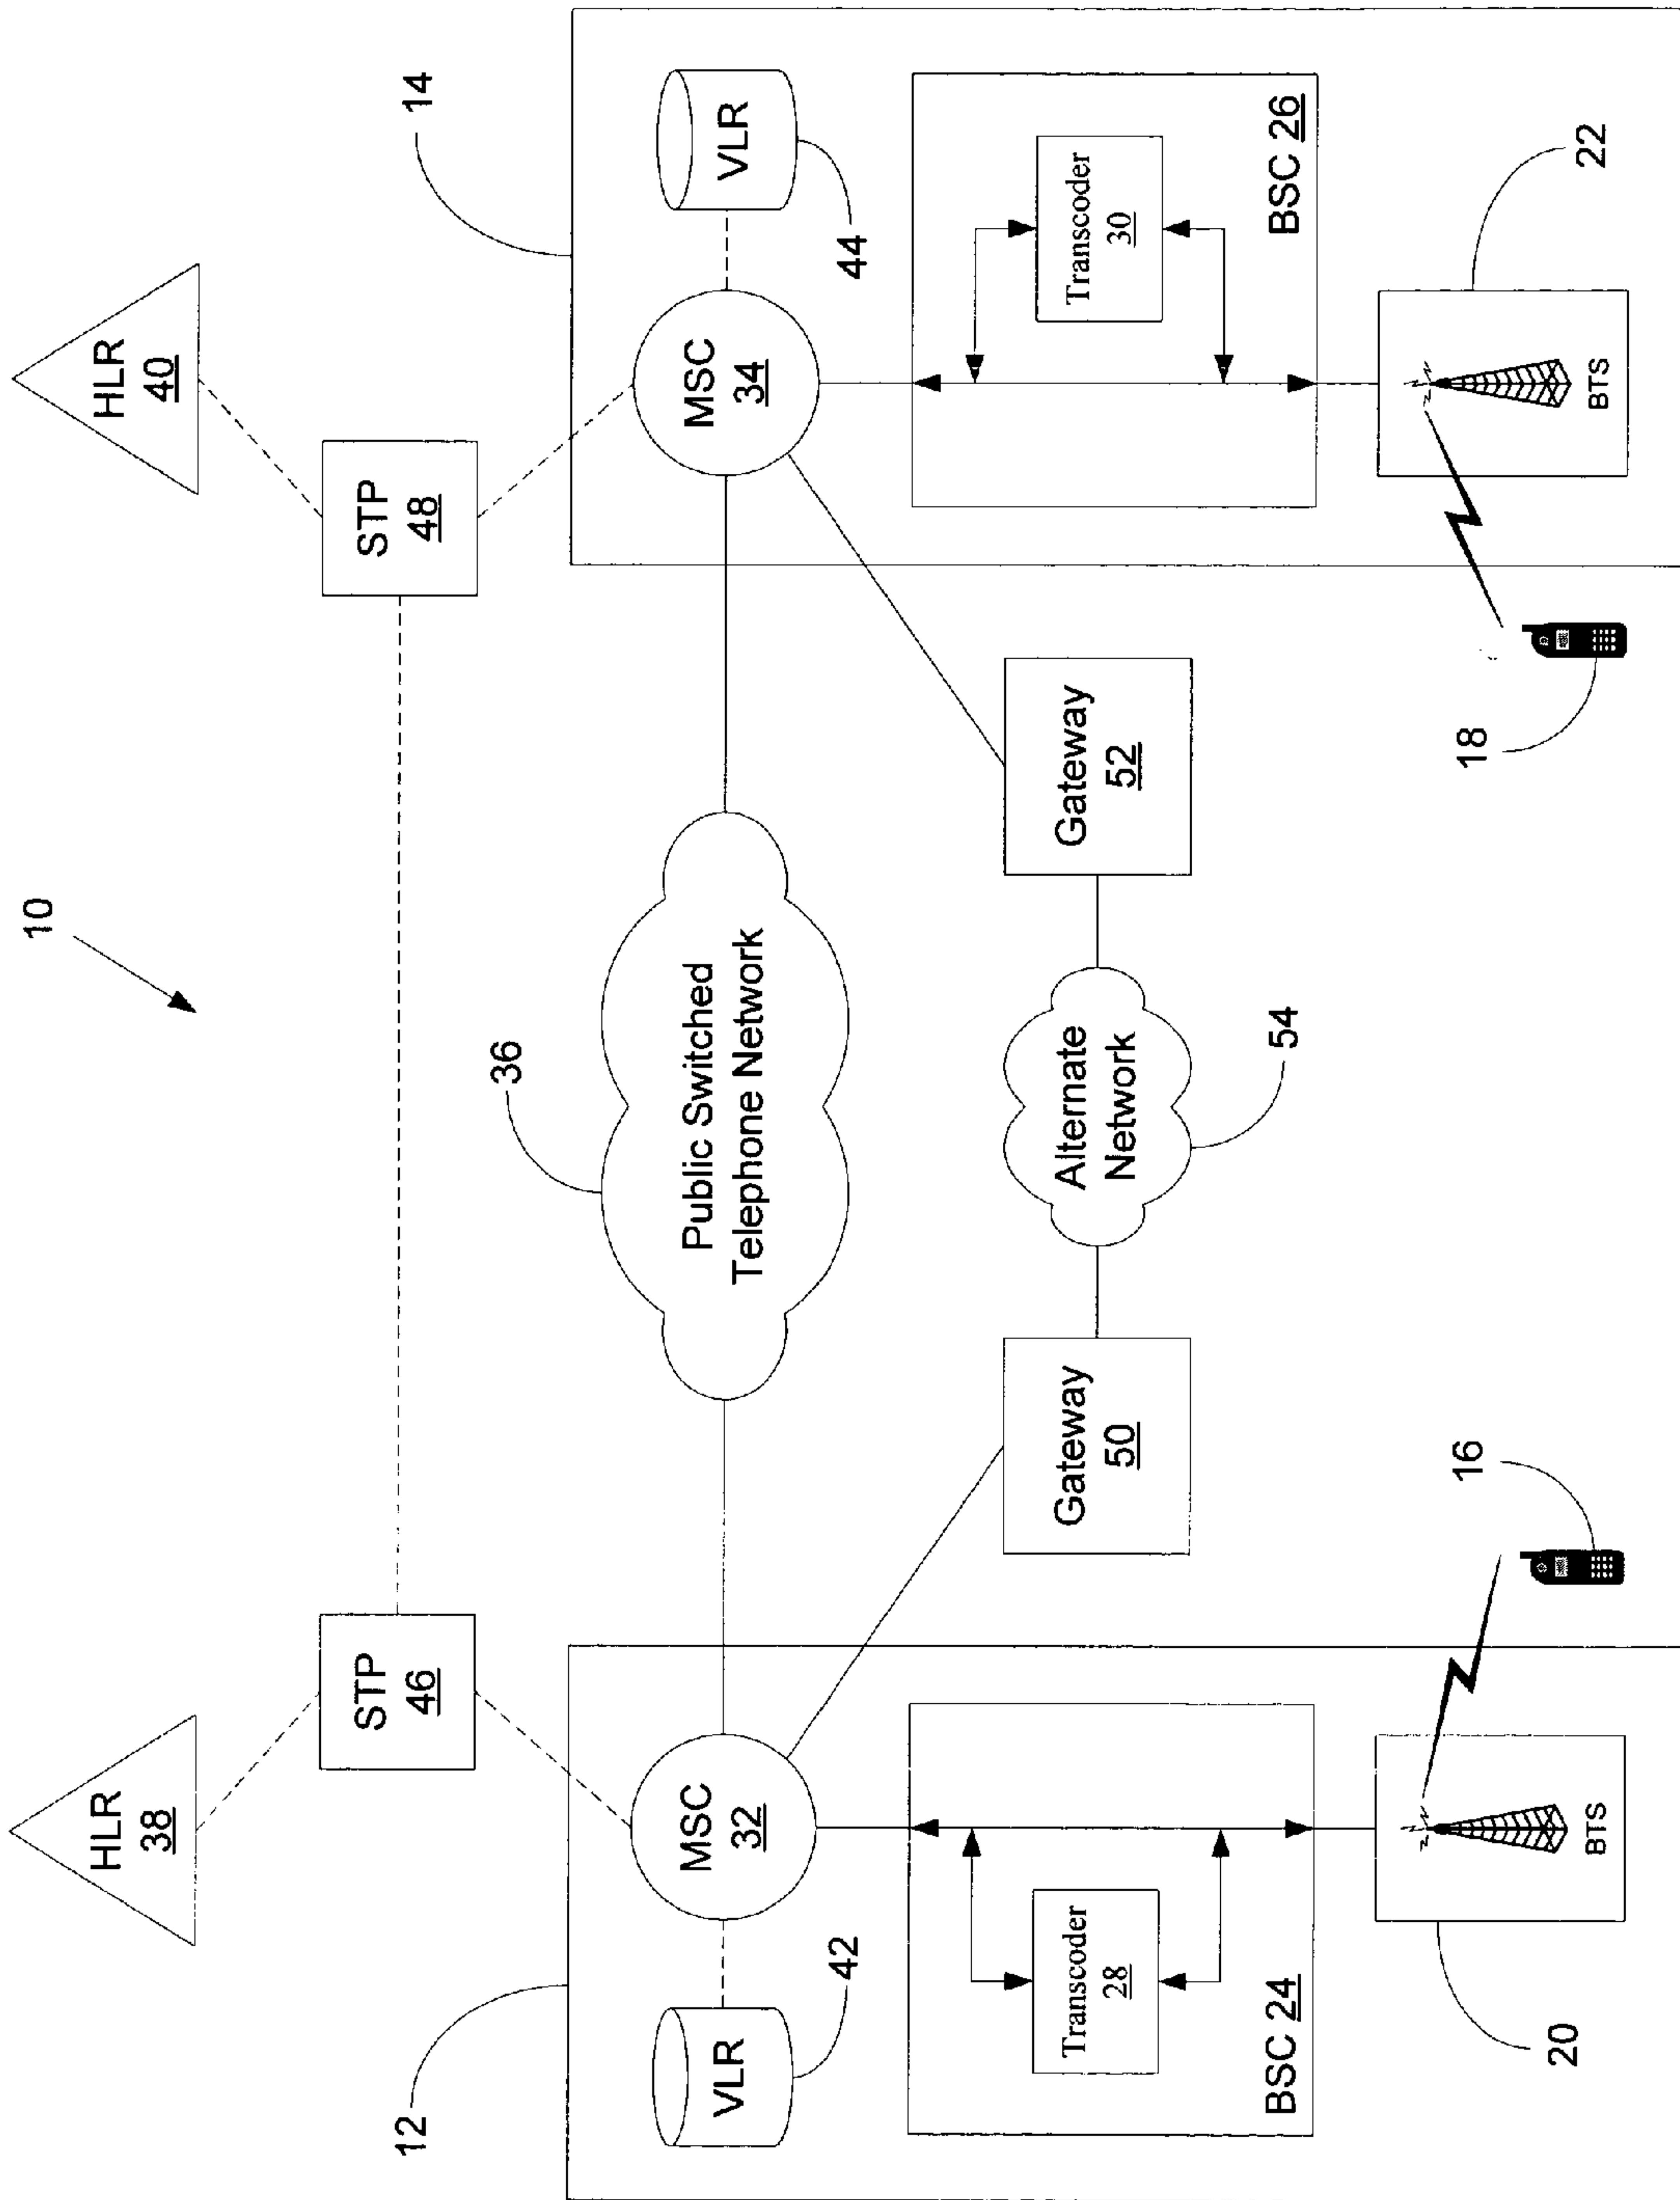 10
HLR
38
HLR
40
STP
46
STP
48
12
14
36
VLR
42
MSC
32
Public Switched
Telephone Network
MSC
34
VLR
44
Transcoder
28
BSC 24
Gateway
50
Alternate
Network
54
Gateway
52
Transcoder
30
BSC 26
BTS
20
16
18
BTS
22